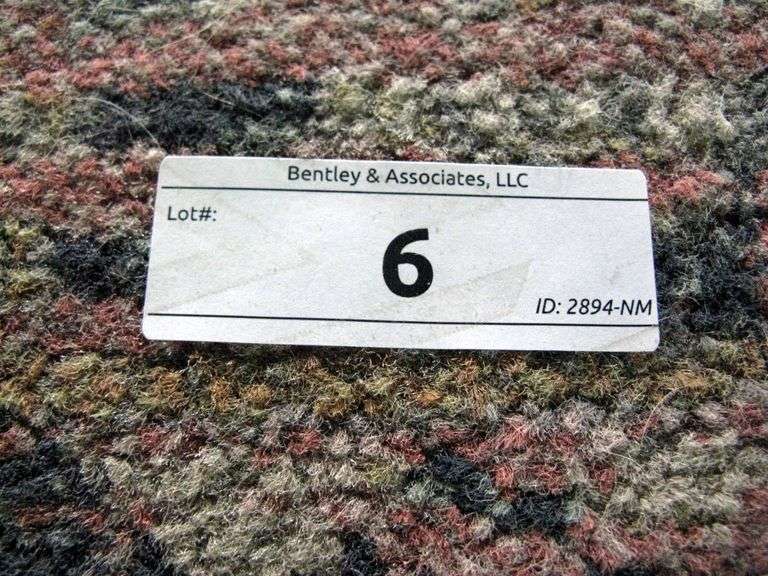 Bentley & Associates, LLC
Lot#:
6
ID: 2894-NM